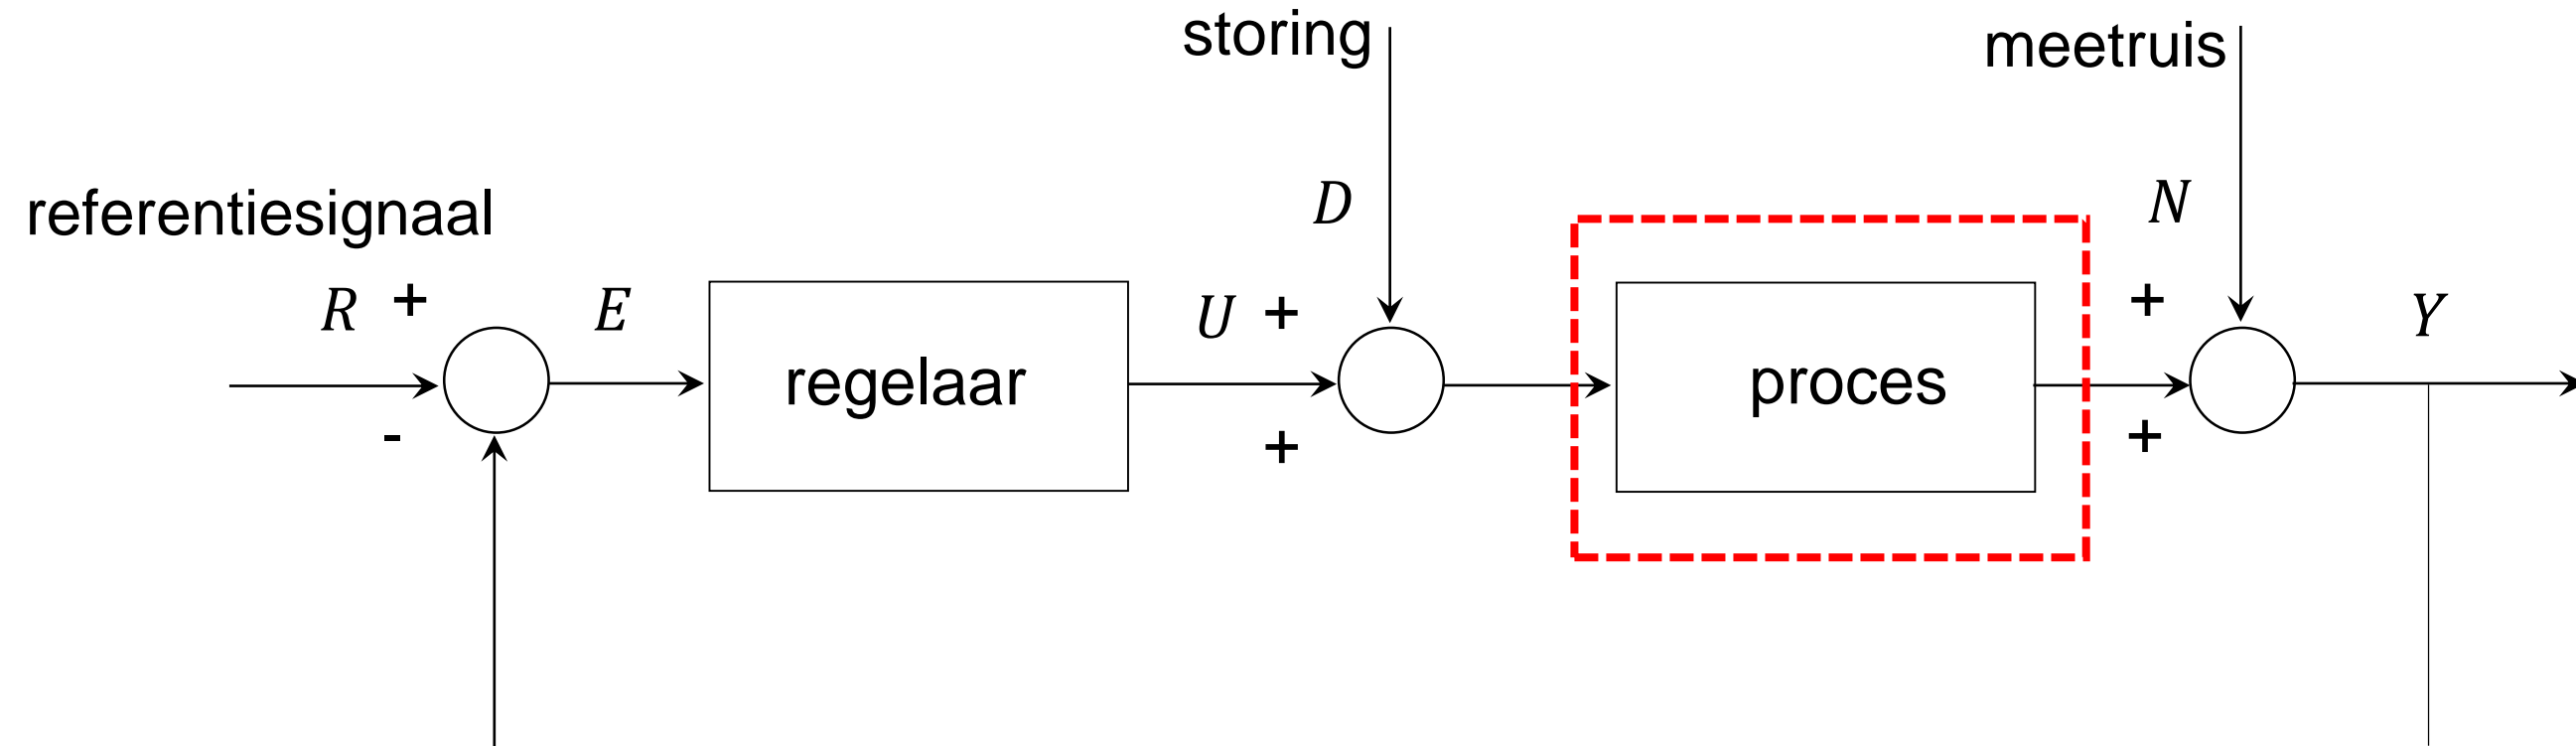 storing
meetruis
D
N
referentiesignaal
R + E
U +
+
Y
regelaar
proces
-
+
+